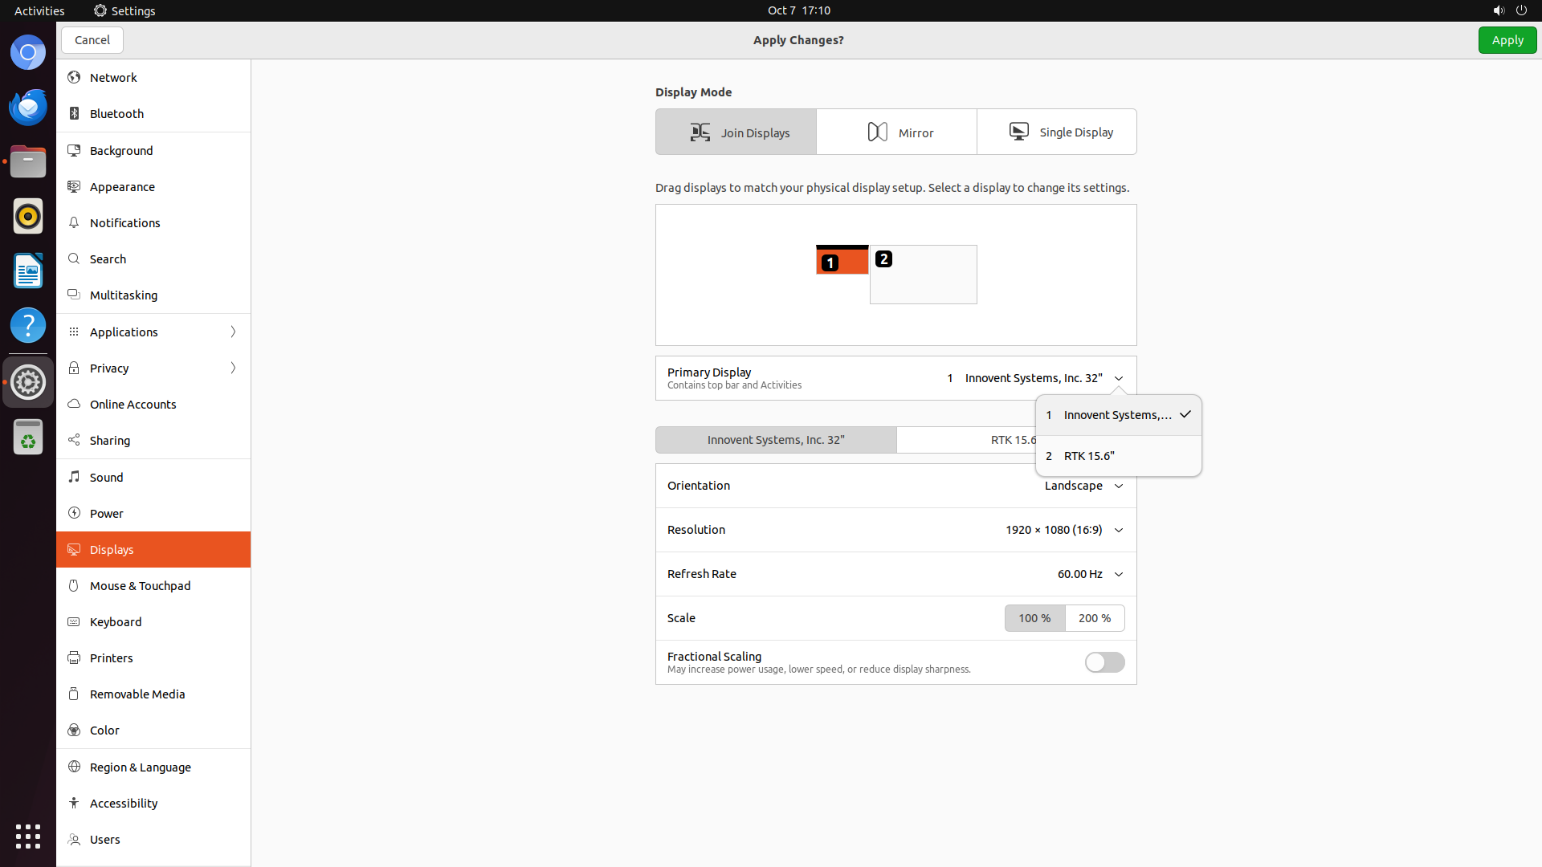 Activities
Settings
Oct 7 17:10
Cancel
Apply Changes?
Apply
Network
Bluetooth
Background
Appearance
Notifications
Search
Multitasking
Applications
Privacy
Online Accounts
Sharing
Sound
Power
Displays
Mouse & Touchpad
Keyboard
Printers
Removable Media
Color
Region & Language
Accessibility
Users
Display Mode
Join Displays
Mirror
Single Display
Drag displays to match your physical display setup. Select a display to change its settings.
1
2
Primary Display
Contains top bar and Activities
1 Innovent Systems, Inc. 32"
1 Innovent Systems,...
2 RTK 15.6"
Innovent Systems, Inc. 32"
RTK 15.6
Orientation
Landscape
Resolution
1920 × 1080 (16:9)
Refresh Rate
60.00 Hz
Scale
100 %
200 %
Fractional Scaling
May increase power usage, lower speed, or reduce display sharpness.